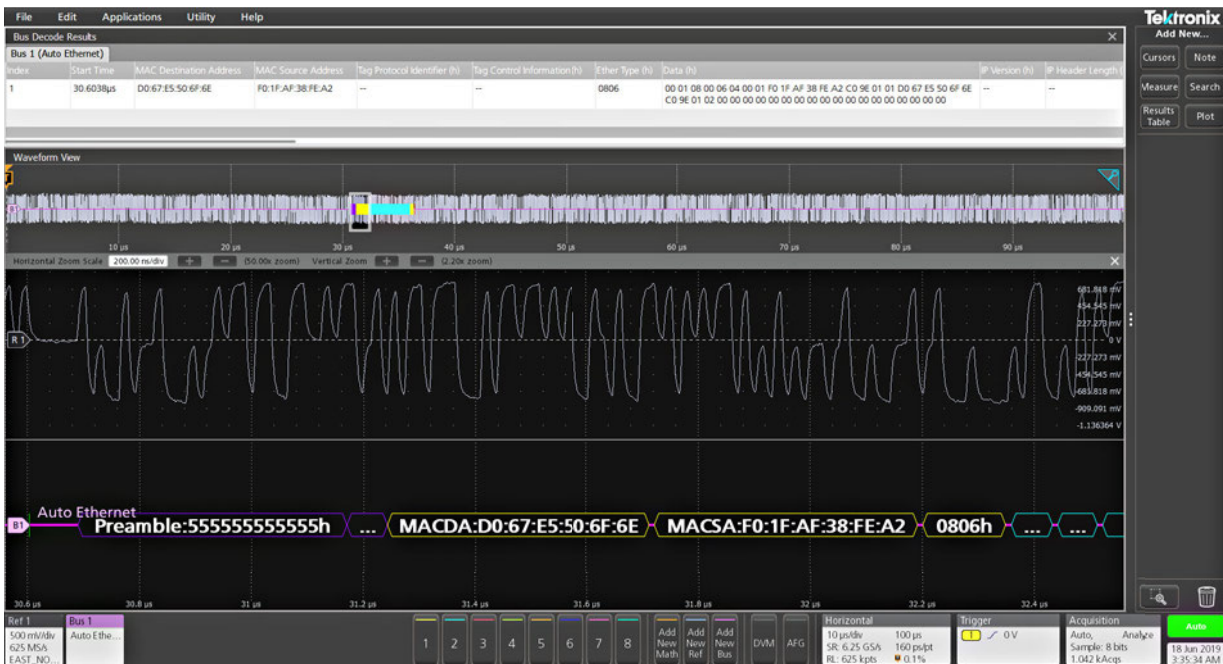 File Edit Applications Utility Help
Tektronix
Add New...
Bus Decode Results
Bus 1 (Auto Ethernet)
Index Start Time MAC Destination Address MAC Source Address Tag Protocol Identifier (h) Tag Control Information(h) Ether Type (h) Data (h) IP Version (h) IP Header Length (
1 30.6038µs D0:67:E5:50:6F:6E F0:1F:AF:38:FE:A2 -- -- 0806 00 01 08 00 06 04 00 01 F0 1F AF 38 FE A2 C0 9E 01 01 D0 67 E5 50 6F 6E -- --
C0 9E 01 02 00 00 00 00 00 00 00 00 00 00 00 00 00 00 00 00 00 00
Cursors Note
Measure Search
Results Table Plot
Waveform View
10 µs 20 µs 30 µs 40 µs 50 µs 60 µs 70 µs 80 µs 90 µs
Horizontal Zoom Scale 200.00 ns/div + − (50.00x zoom) Vertical Zoom + − (2.20x zoom)
681.818 mV
454.545 mV
227.273 mV
R 1 0 V
-227.273 mV
-454.545 mV
-681.818 mV
-909.091 mV
-1.136364 V
Auto Ethernet
B1 Preamble:555555555555h ... MACDA:D0:67:E5:50:6F:6E MACSA:F0:1F:AF:38:FE:A2 0806h ... ...
30.6 µs 30.8 µs 31 µs 31.2 µs 31.4 µs 31.6 µs 31.8 µs 32 µs 32.2 µs 32.4 µs
Ref 1
500 mV/div
625 MS/s
EAST_NO...
Bus 1
Auto Ethe...
1 2 3 4 5 6 7 8
Add New Math
Add New Ref
Add New Bus
DVM AFG
Horizontal
10 µs/div 100 µs
SR: 6.25 GS/s 160 ps/pt
RL: 625 kpts 0.1%
Trigger
1 0 V
Acquisition
Auto, Analyze
Sample: 8 bits
1.042 kAcqs
Auto
18 Jun 2019
3:35:34 AM